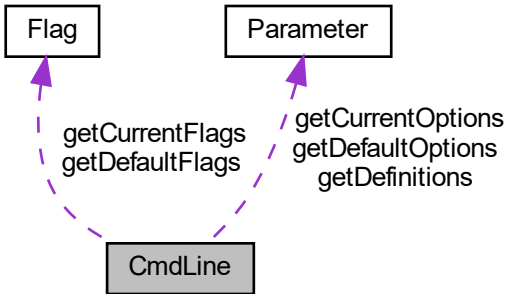 Flag
Parameter
getCurrentFlags
getDefaultFlags
getCurrentOptions
getDefaultOptions
getDefinitions
CmdLine